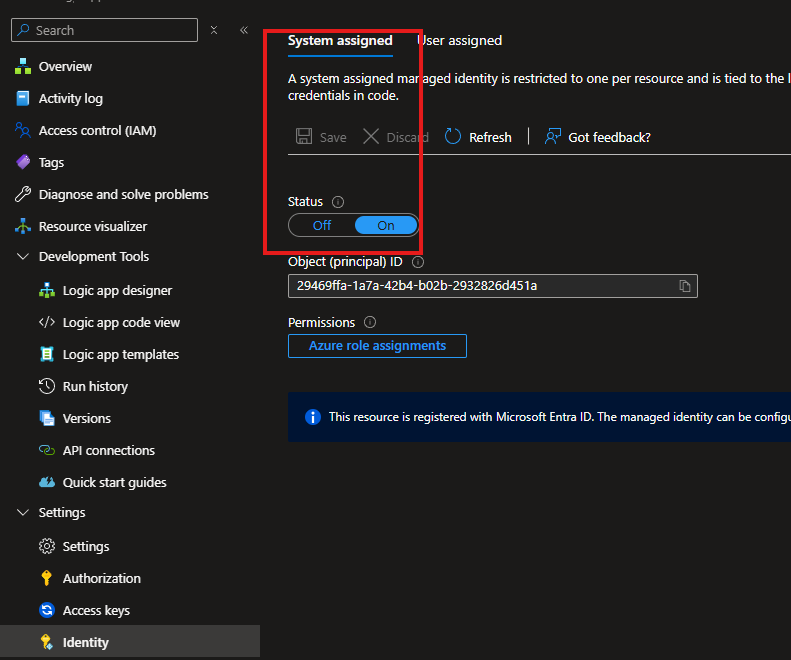 Search
Overview
Activity log
Access control (IAM)
Tags
Diagnose and solve problems
Resource visualizer
Development Tools
Logic app designer
Logic app code view
Logic app templates
Run history
Versions
API connections
Quick start guides
Settings
Settings
Authorization
Access keys
Identity
System assigned User assigned
A system assigned managed identity is restricted to one per resource and is tied to the
credentials in code.
Save Discard Refresh Got feedback?
Status
Off On
Object (principal) ID
29469ffa-1a7a-42b4-b02b-2932826d451a
Permissions
Azure role assignments
This resource is registered with Microsoft Entra ID. The managed identity can be